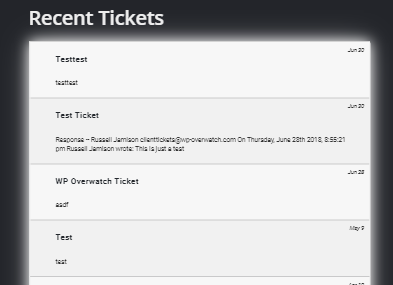 Recent Tickets
Jun 30
Testtest
testtest
Jun 30
Test Ticket
Response -- Russell Jamison clienttickets@wp-overwatch.com On Thursday, June 28th 2018, 8:55:21
pm Russell Jamison wrote: This is just a test
Jun 28
WP Overwatch Ticket
asdf
May 9
Test
test